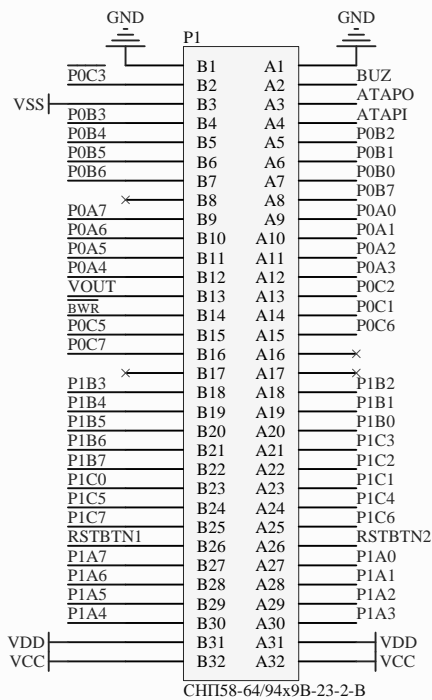 GND GND
P1
B1 A1
P0C3 B2 A2 BUZ
VSS B3 A3 ATAPO
P0B3 B4 A4 ATAPI
P0B4 B5 A5 P0B2
P0B5 B6 A6 P0B1
P0B6 B7 A7 P0B0
B8 A8 P0B7
P0A7 B9 A9 P0A0
P0A6 B10 A10 P0A1
P0A5 B11 A11 P0A2
P0A4 B12 A12 P0A3
VOUT B13 A13 P0C2
BWR B14 A14 P0C1
P0C5 B15 A15 P0C6
P0C7 B16 A16
B17 A17
P1B3 B18 A18 P1B2
P1B4 B19 A19 P1B1
P1B5 B20 A20 P1B0
P1B6 B21 A21 P1C3
P1B7 B22 A22 P1C2
P1C0 B23 A23 P1C1
P1C5 B24 A24 P1C4
P1C7 B25 A25 P1C6
RSTBTN1 B26 A26 RSTBTN2
P1A7 B27 A27 P1A0
P1A6 B28 A28 P1A1
P1A5 B29 A29 P1A2
P1A4 B30 A30 P1A3
VDD B31 A31 VDD
VCC B32 A32 VCC
СНП58-64/94x9B-23-2-B